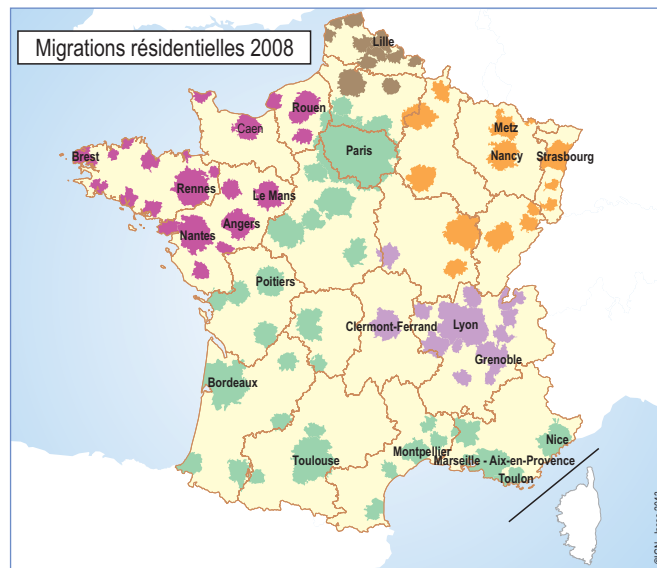 Migrations résidentielles 2008
Lille
Rouen
Caen
Metz
Paris
Brest
Nancy
Strasbourg
Rennes
Le Mans
Angers
Nantes
Poitiers
Clermont-Ferrand
Lyon
Grenoble
Bordeaux
Nice
Montpellier
Toulouse
Marseille - Aix-en-Provence
Toulon